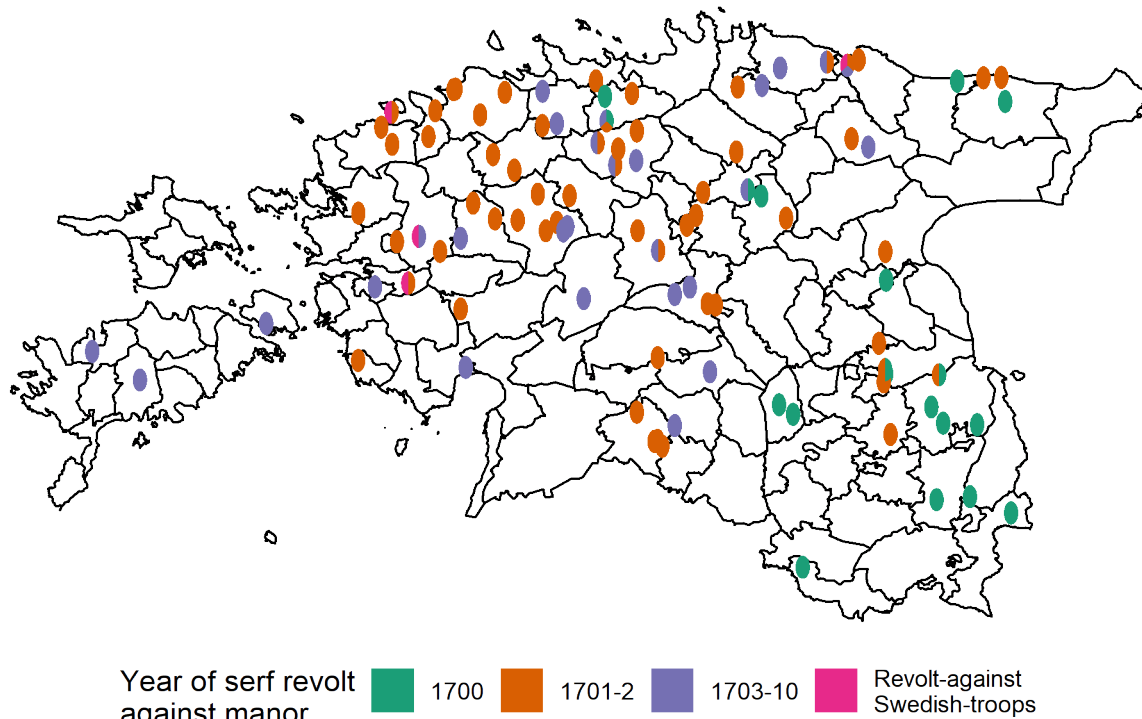 Year of serf revolt
against manor
1700
1701-2
1703-10
Revolt-against
Swedish-troops